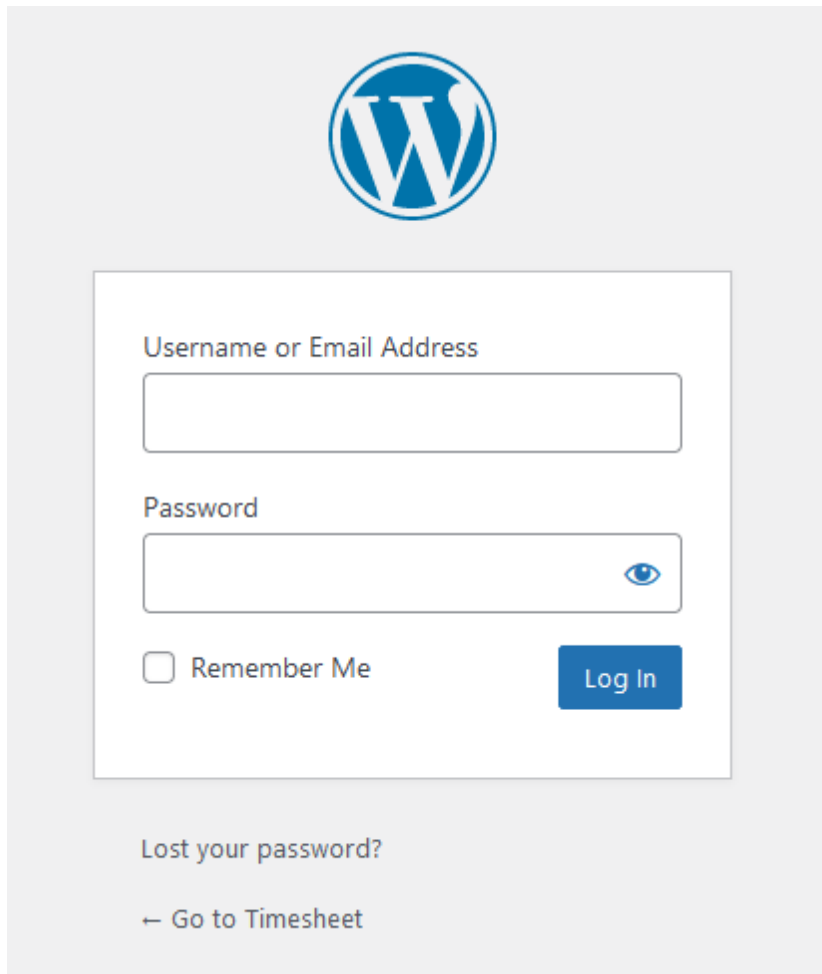 Username or Email Address
Password
Remember Me
Log In
Lost your password?
← Go to Timesheet